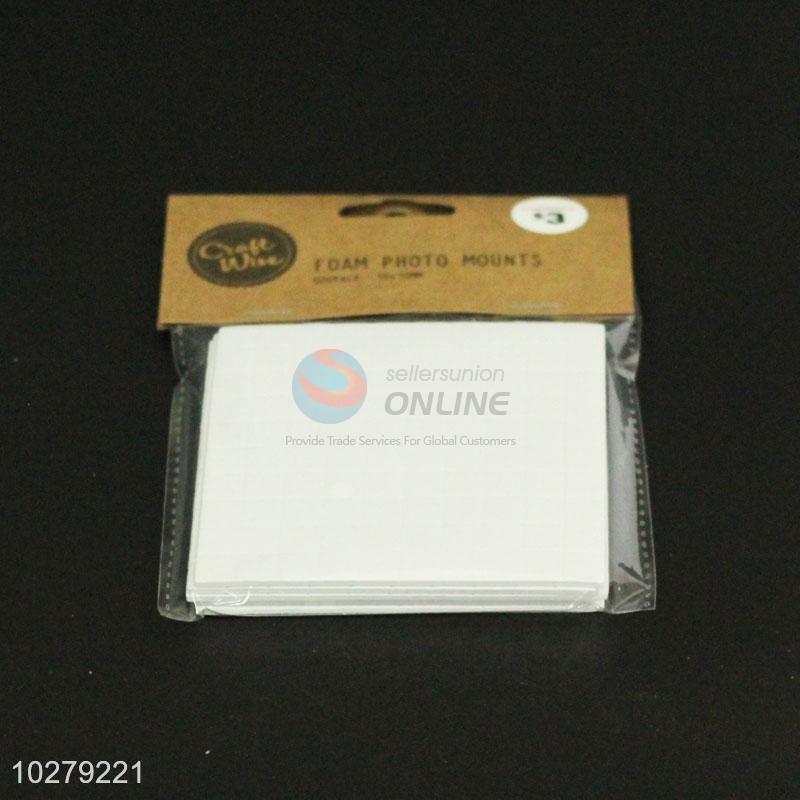 Craft
Wise
$3
FOAM PHOTO MOUNTS
sellersunion
ONLINE
Provide Trade Services For Global Customers
10279221